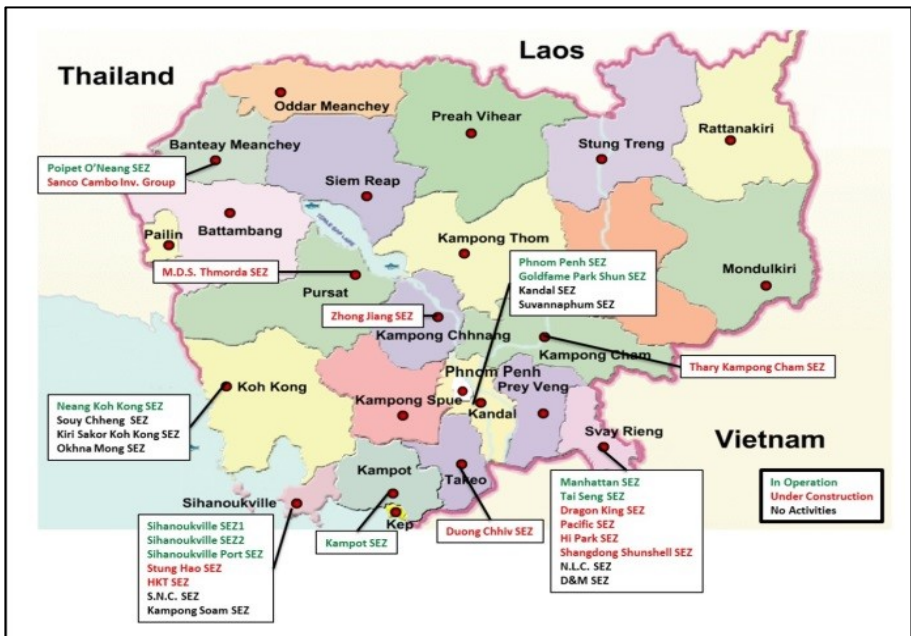 Laos
Thailand
Oddar Meanchey
Preah Vihear
Rattanakiri
Stung Treng
Banteay Meanchey
Poipet O'Neang SEZ
Sanco Cambo Inv. Group
Siem Reap
Battambang
TONLE SAP LAKE
Pailin
Kampong Thom
Mondulkiri
M.D.S. Thmorda SEZ
Pursat
Phnom Penh SEZ
Goldfame Park Shun SEZ
Kandal SEZ
Suvannaphum SEZ
Zhong Jiang SEZ
Kampong Chhnang
Kampong Cham
Thary Kampong Cham SEZ
Phnom Penh
Prey Veng
Koh Kong
Kampong Spue
Kandal
Neang Koh Kong SEZ
Souy Chheng SEZ
Kiri Sakor Koh Kong SEZ
Okhna Mong SEZ
Svay Rieng
Vietnam
Kampot
Takeo
Sihanoukville
Kep
Manhattan SEZ
Tai Seng SEZ
Dragon King SEZ
Pacific SEZ
Hi Park SEZ
Shangdong Shunshell SEZ
N.L.C. SEZ
D&M SEZ
In Operation
Under Construction
No Activities
Sihanoukville SEZ1
Sihanoukville SEZ2
Sihanoukville Port SEZ
Stung Hao SEZ
HKT SEZ
S.N.C. SEZ
Kampong Soam SEZ
Kampot SEZ
Duong Chhiv SEZ